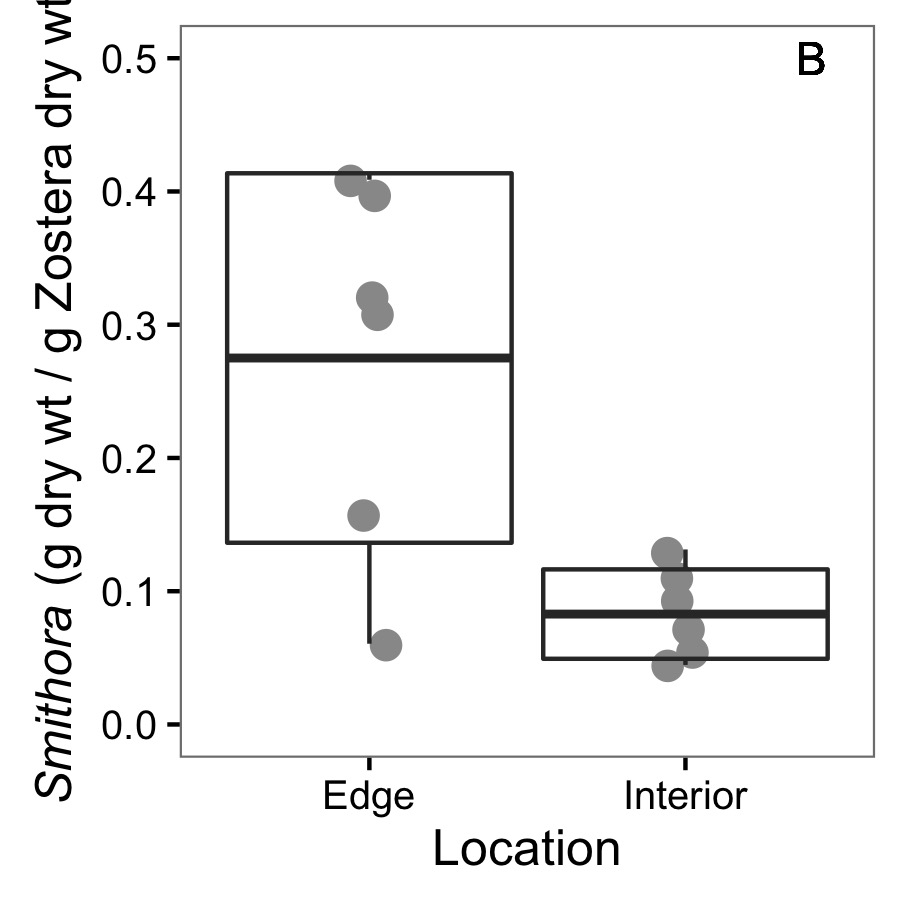 Smithora (g dry wt / g Zostera dry wt
B
0.5
0.4
0.3
0.2
0.1
0.0
Edge Interior
Location